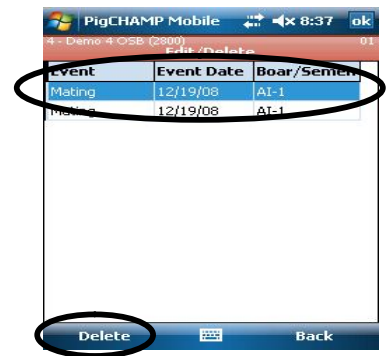 PigCHAMP Mobile 8:37 ok
4 - Demo 4 OSB (2800) 01
Edit/Delete
Event Event Date Boar/Semen
Mating 12/19/08 AI-1
Mating 12/19/08 AI-1
Delete Back